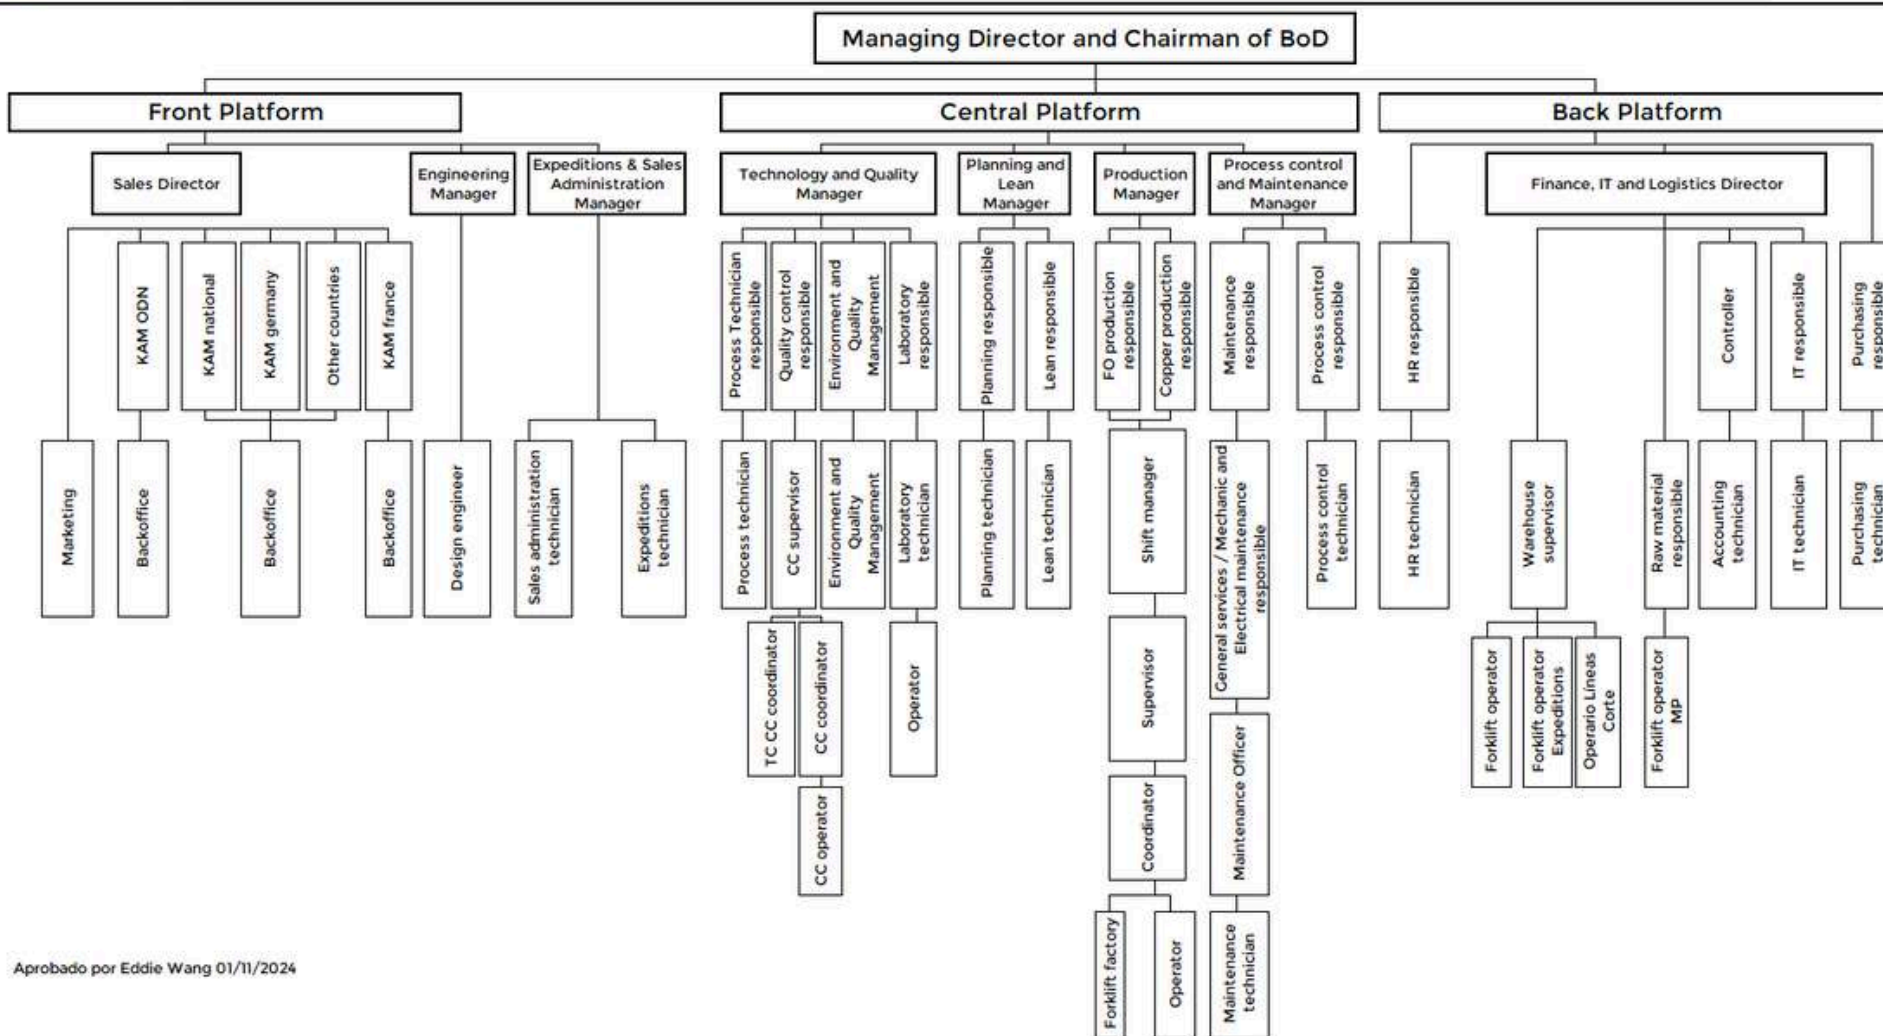 Managing Director and Chairman of BoD
Front Platform
Central Platform
Back Platform
Sales Director
Engineering
Manager
Expeditions & Sales
Administration
Manager
Technology and Quality
Manager
Planning and
Lean
Manager
Production
Manager
Process control
and Maintenance
Manager
Finance, IT and Logistics Director
KAM ODN
KAM national
KAM germany
Other countries
KAM france
Process Technician
responsible
Quality control
responsible
Environment and
Quality
Management
Laboratory
responsible
Planning responsible
Lean responsible
FO production
responsible
Copper production
responsible
Maintenance
responsible
Process control
responsible
HR responsible
Controller
IT responsible
Purchasing
responsible
Marketing
Backoffice
Backoffice
Backoffice
Design engineer
Sales administration
technician
Expeditions
technician
Process technician
CC supervisor
Environment and
Quality
Management
Laboratory
technician
Planning technician
Lean technician
Shift manager
General services / Mechanic and
Electrical maintenance
responsible
Process control
technician
HR technician
Warehouse
supervisor
Raw material
responsible
Accounting
technician
IT technician
Purchasing
technician
TC CC coordinator
CC coordinator
Operator
Supervisor
Maintenance Officer
Forklift operator
Forklift operator
Expeditions
Operario Líneas
Corte
Forklift operator
MP
CC operator
Coordinator
Forklift factory
Operator
Maintenance
technician
Aprobado por Eddie Wang 01/11/2024